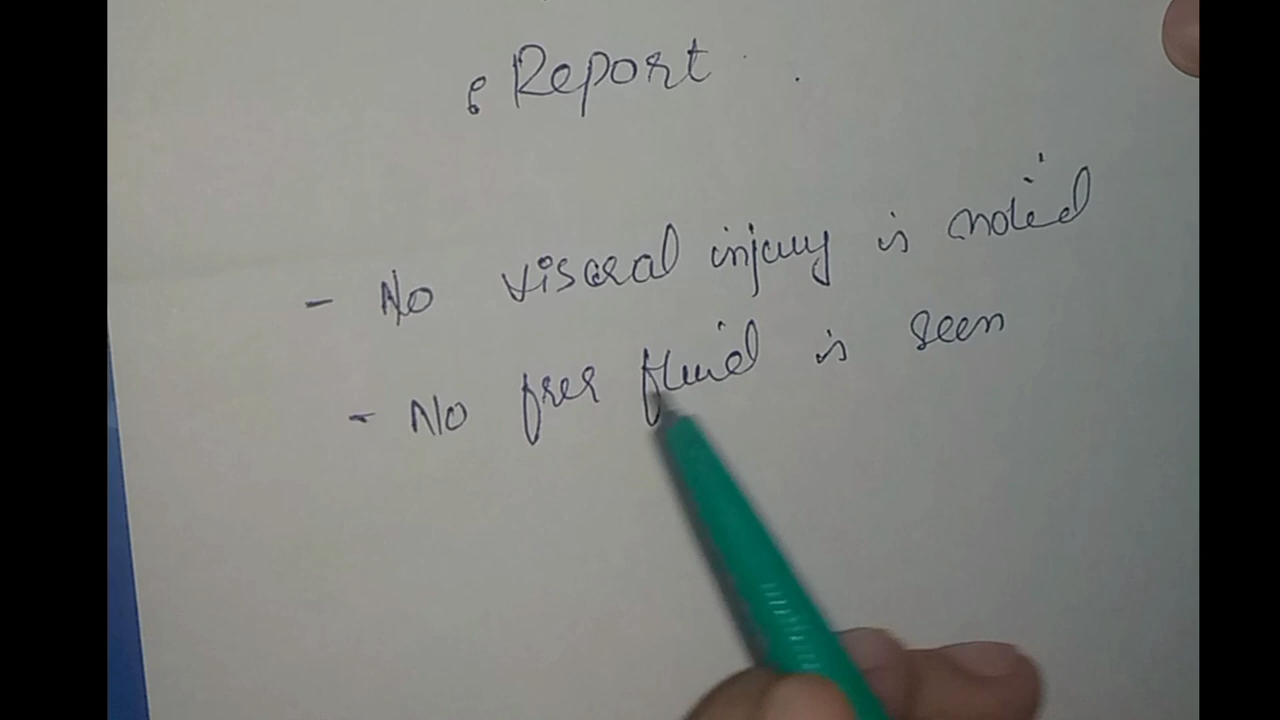 Report
- No visceral injury is noted
- No free fluid is seen